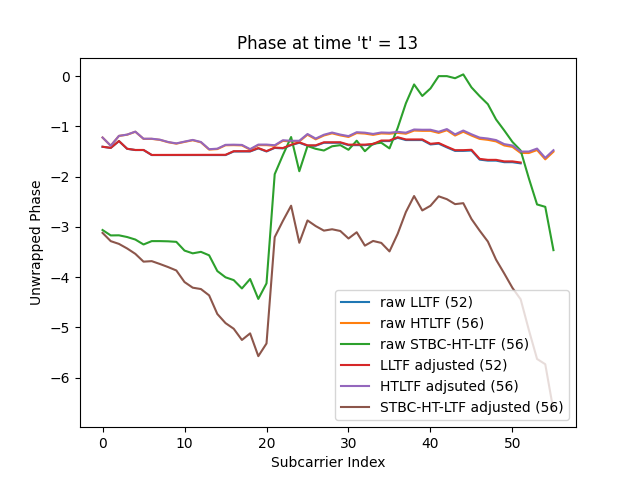 Phase at time 't' = 13
Unwrapped Phase
0
−1
−2
−3
−4
−5
−6
raw LLTF (52)
raw HTLTF (56)
raw STBC-HT-LTF (56)
LLTF adjusted (52)
HTLTF adjsuted (56)
STBC-HT-LTF adjusted (56)
0 10 20 30 40 50
Subcarrier Index